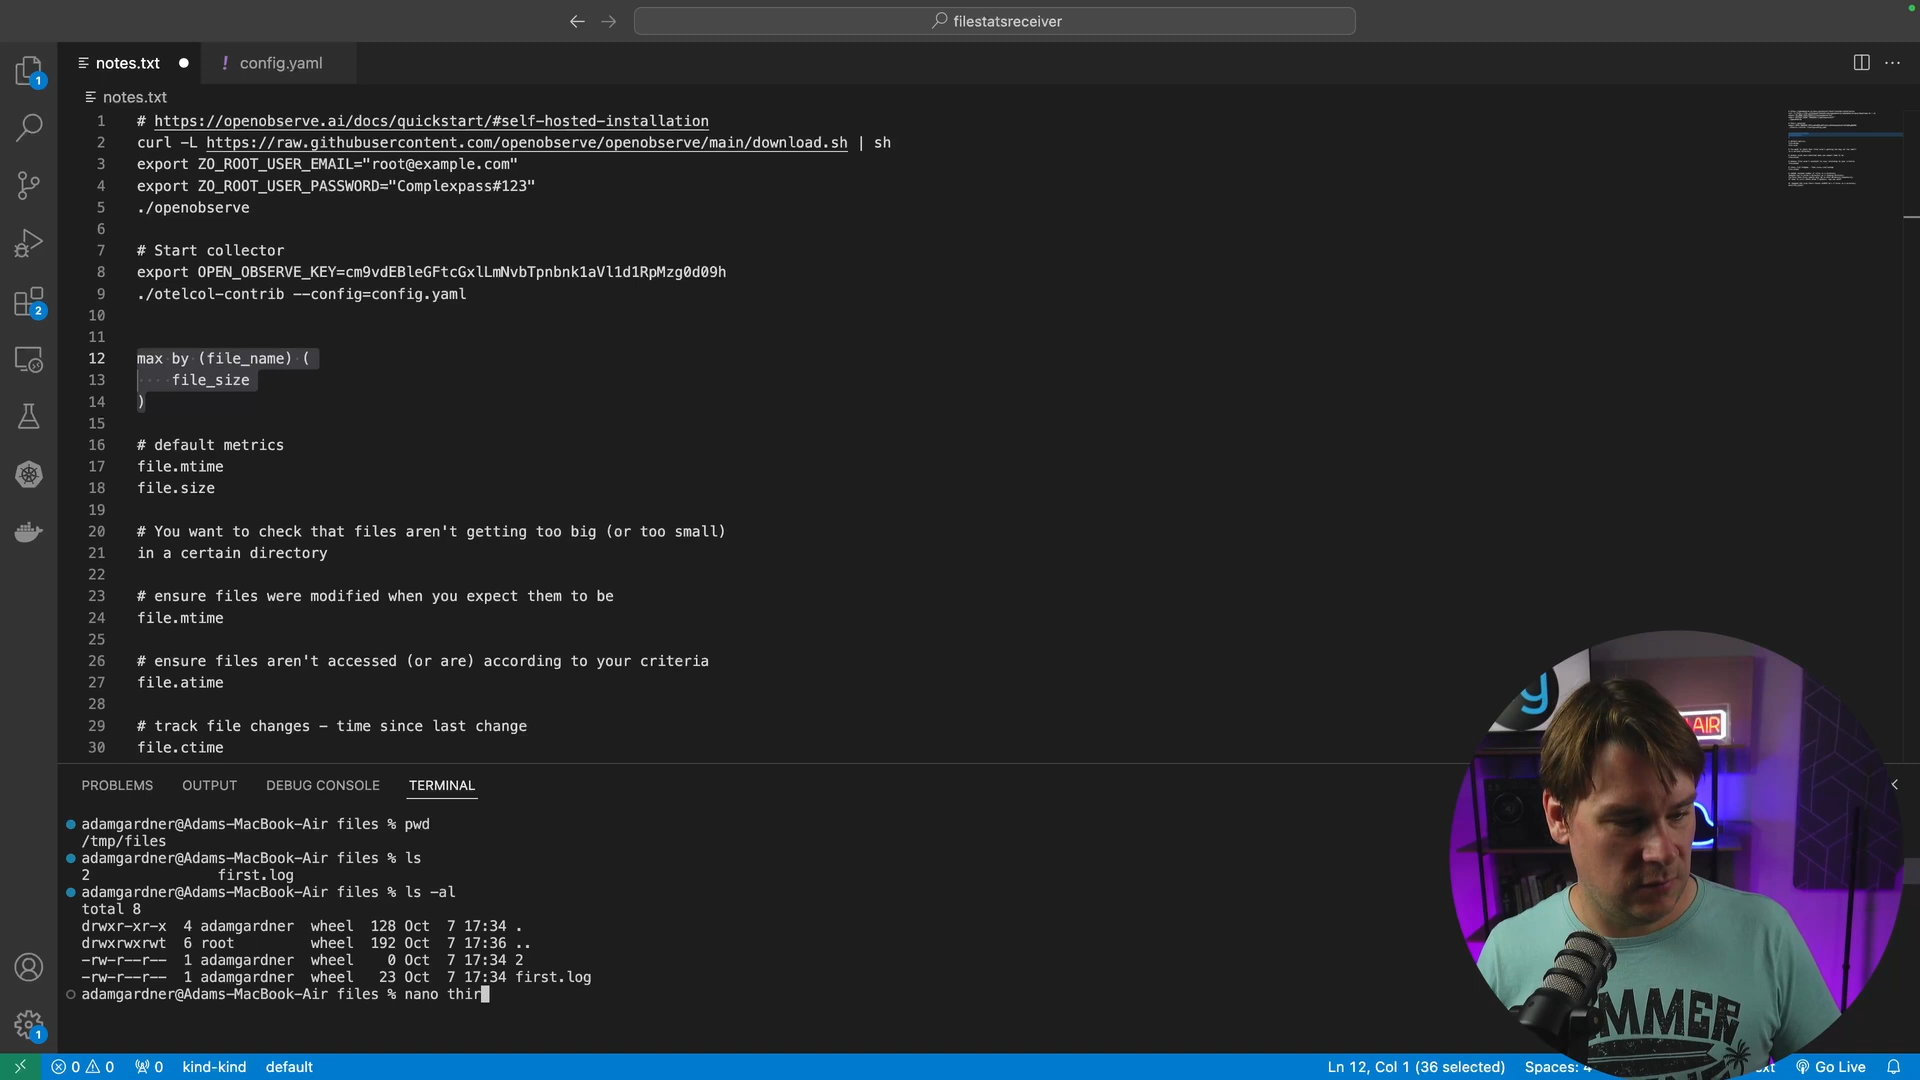 filestatsreceiver
notes.txt
! config.yaml
notes.txt
1 # https://openobserve.ai/docs/quickstart/#self-hosted-installation
2 curl -L https://raw.githubusercontent.com/openobserve/openobserve/main/download.sh | sh
3 export ZO_ROOT_USER_EMAIL="root@example.com"
4 export ZO_ROOT_USER_PASSWORD="Complexpass#123"
5 ./openobserve
6
7 # Start collector
8 export OPEN_OBSERVE_KEY=cm9vdEBleGFtcGxlLmNvbTpnbnk1aVl1d1RpMzg0d09h
9 ./otelcol-contrib --config=config.yaml
10
11
12 max by (file_name) (
13 file_size
14 )
15
16 # default metrics
17 file.mtime
18 file.size
19
20 # You want to check that files aren't getting too big (or too small)
21 in a certain directory
22
23 # ensure files were modified when you expect them to be
24 file.mtime
25
26 # ensure files aren't accessed (or are) according to your criteria
27 file.atime
28
29 # track file changes - time since last change
30 file.ctime
PROBLEMS OUTPUT DEBUG CONSOLE TERMINAL
adamgardner@Adams-MacBook-Air files % pwd
/tmp/files
adamgardner@Adams-MacBook-Air files % ls
2 first.log
adamgardner@Adams-MacBook-Air files % ls -al
total 8
drwxr-xr-x 4 adamgardner wheel 128 Oct 7 17:34 .
drwxrwxrwt 6 root wheel 192 Oct 7 17:36 ..
-rw-r--r-- 1 adamgardner wheel 0 Oct 7 17:34 2
-rw-r--r-- 1 adamgardner wheel 23 Oct 7 17:34 first.log
adamgardner@Adams-MacBook-Air files % nano thir
0 0 0 kind-kind default
Ln 12, Col 1 (36 selected) Spaces: Go Live
1
2
1
AIR